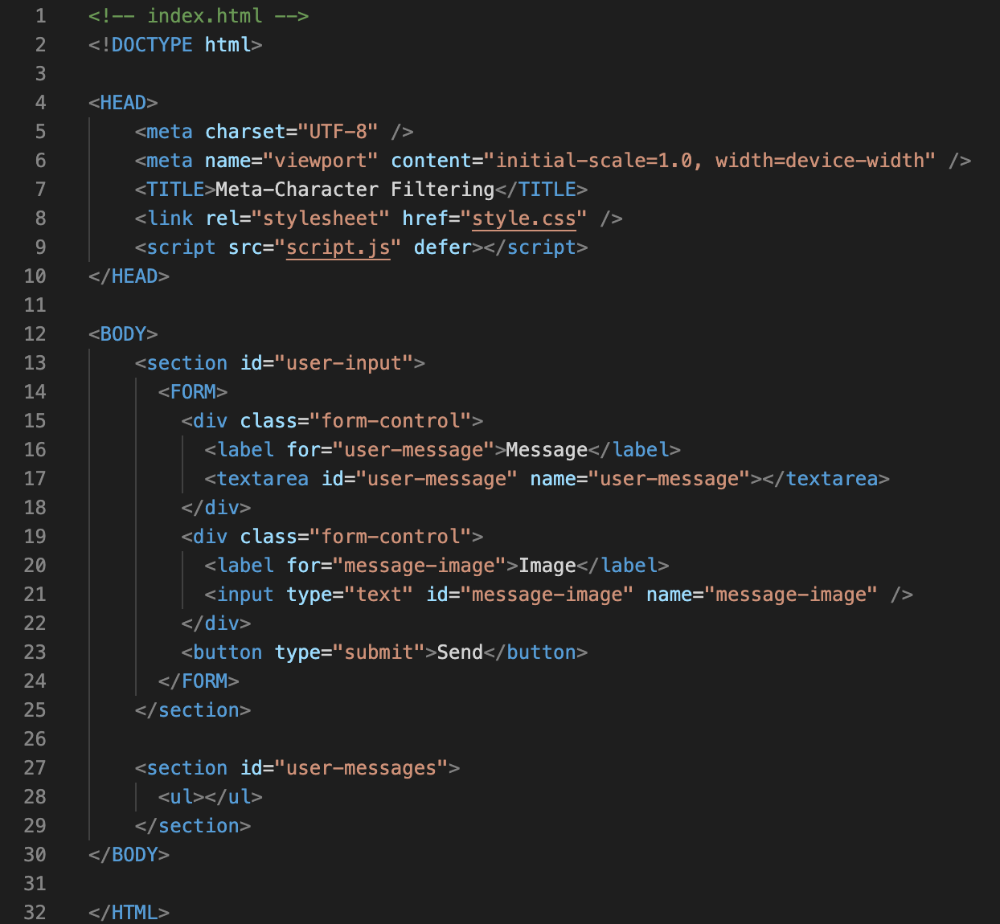 1 <!-- index.html -->
2 <!DOCTYPE html>
3
4 <HEAD>
5     <meta charset="UTF-8" />
6     <meta name="viewport" content="initial-scale=1.0, width=device-width" />
7     <TITLE>Meta-Character Filtering</TITLE>
8     <link rel="stylesheet" href="style.css" />
9     <script src="script.js" defer></script>
10 </HEAD>
11
12 <BODY>
13     <section id="user-input">
14       <FORM>
15         <div class="form-control">
16           <label for="user-message">Message</label>
17           <textarea id="user-message" name="user-message"></textarea>
18         </div>
19         <div class="form-control">
20           <label for="message-image">Image</label>
21           <input type="text" id="message-image" name="message-image" />
22         </div>
23         <button type="submit">Send</button>
24       </FORM>
25     </section>
26
27     <section id="user-messages">
28       <ul></ul>
29     </section>
30 </BODY>
31
32 </HTML>